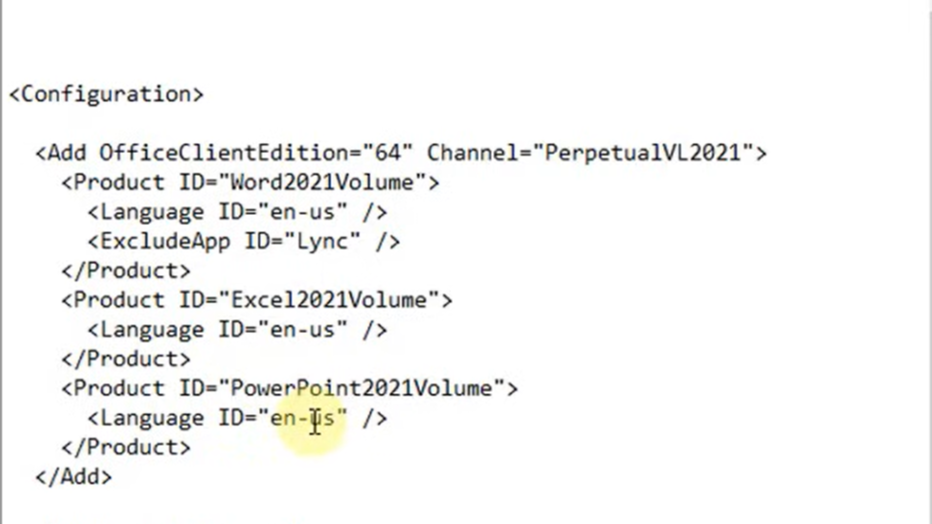 <Configuration>
<Add OfficeClientEdition="64" Channel="PerpetualVL2021">
<Product ID="Word2021Volume">
<Language ID="en-us" />
<ExcludeApp ID="Lync" />
</Product>
<Product ID="Excel2021Volume">
<Language ID="en-us" />
</Product>
<Product ID="PowerPoint2021Volume">
<Language ID="en-us" />
</Product>
</Add>